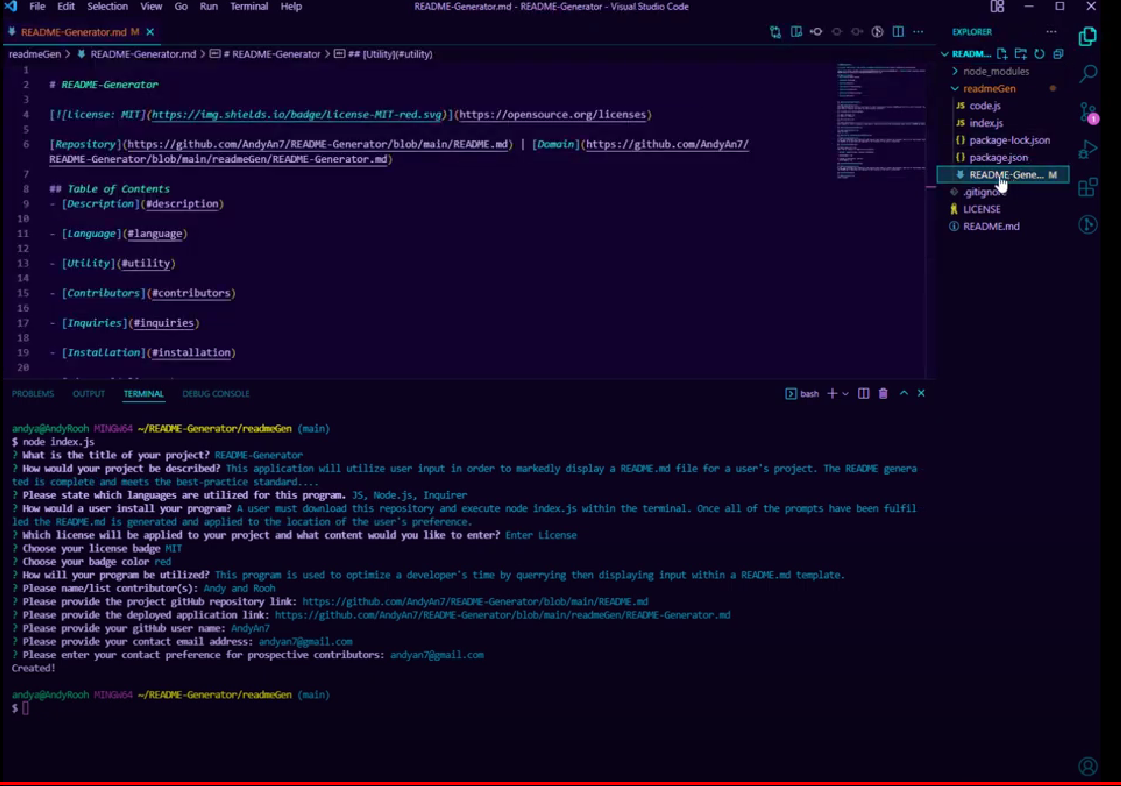 File Edit Selection View Go Run Terminal Help README-Generator.md - README-Generator - Visual Studio Code
README-Generator.md M
readmeGen > README-Generator.md > # README-Generator > ## [Utility](#utility)
1
2 # README-Generator
3
4 [![License: MIT](https://img.shields.io/badge/License-MIT-red.svg)](https://opensource.org/licenses)
5
6 [Repository](https://github.com/AndyAn7/README-Generator/blob/main/README.md) | [Domain](https://github.com/AndyAn7/
README-Generator/blob/main/readmeGen/README-Generator.md)
7
8 ## Table of Contents
9 - [Description](#description)
10
11 - [Language](#language)
12
13 - [Utility](#utility)
14
15 - [Contributors](#contributors)
16
17 - [Inquiries](#inquiries)
18
19 - [Installation](#installation)
20
EXPLORER
READM...
node_modules
readmeGen
JS code.js
JS index.js
{} package-lock.json
{} package.json
README-Gene... M
.gitignore
LICENSE
README.md
1
PROBLEMS OUTPUT TERMINAL DEBUG CONSOLE bash
andya@AndyRooh MINGW64 ~/README-Generator/readmeGen (main)
$ node index.js
? What is the title of your project? README-Generator
? How would your project be described? This application will utilize user input in order to markedly display a README.md file for a user's project. The README genera
ted is complete and meets the best-practice standard....
? Please state which languages are utilized for this program. JS, Node.js, Inquirer
? How would a user install your program? A user must download this repository and execute node index.js within the terminal. Once all of the prompts have been fulfil
led the README.md is generated and applied to the location of the user's preference.
? Which license will be applied to your project and what content would you like to enter? Enter License
? Choose your license badge MIT
? Choose your badge color red
? How will your program be utilized? This program is used to optimize a developer's time by querrying then displaying input within a README.md template.
? Please name/list contributor(s): Andy and Rooh
? Please provide the project gitHub repository link: https://github.com/AndyAn7/README-Generator/blob/main/README.md
? Please provide the deployed application link: https://github.com/AndyAn7/README-Generator/blob/main/readmeGen/README-Generator.md
? Please provide your gitHub user name: AndyAn7
? Please provide your contact email address: andyan7@gmail.com
? Please enter your contact preference for prospective contributors: andyan7@gmail.com
Created!
andya@AndyRooh MINGW64 ~/README-Generator/readmeGen (main)
$